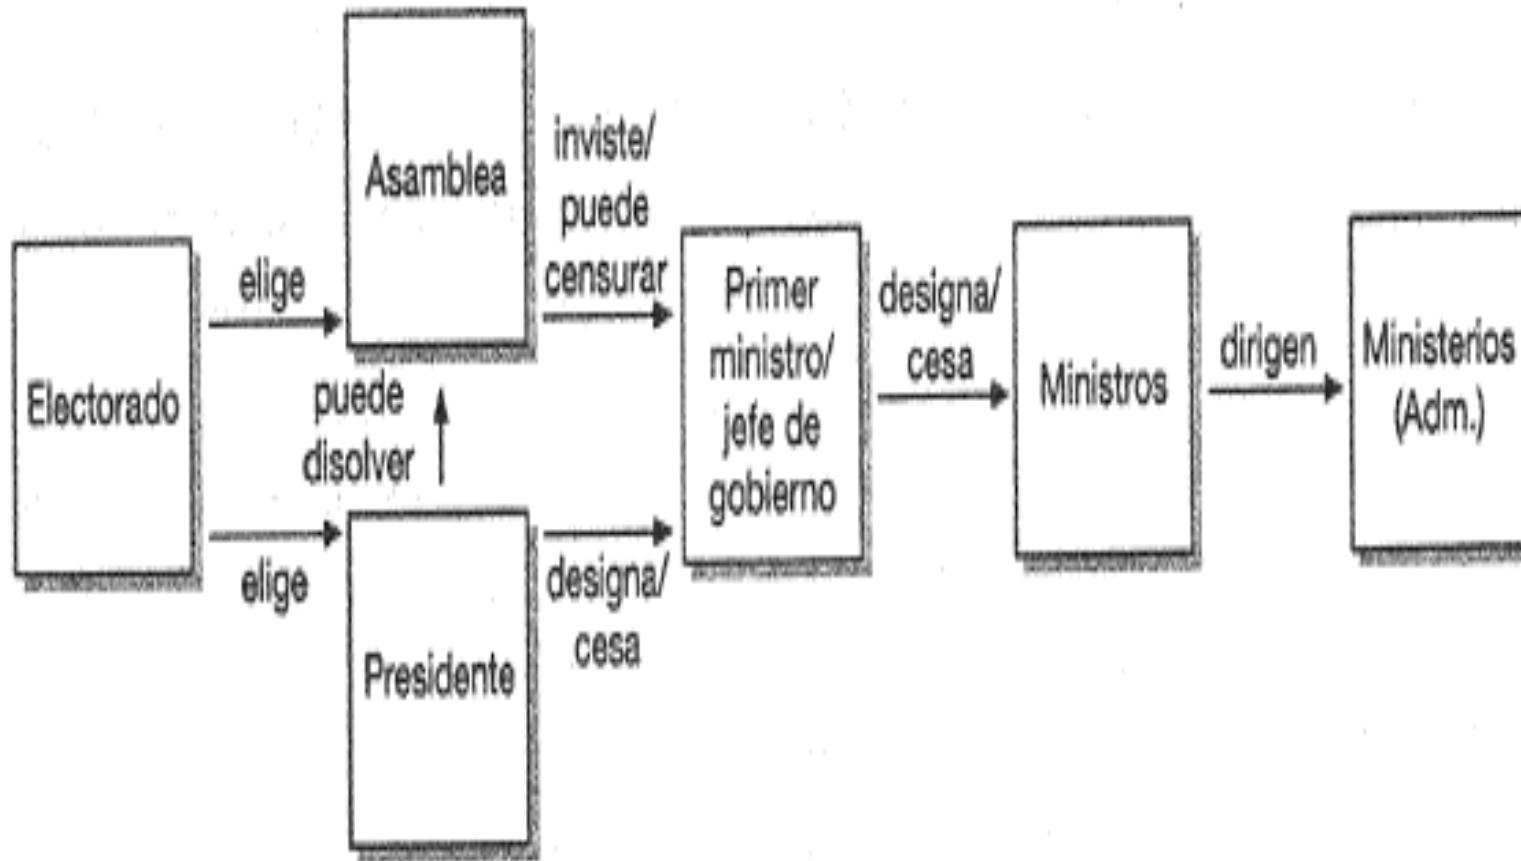 Electorado
elige
elige
Asamblea
puede
disolver
Presidente
inviste/
puede
censurar
designa/
cesa
Primer
ministro/
jefe de
gobierno
designa/
cesa
Ministros
dirigen
Ministerios
(Adm.)